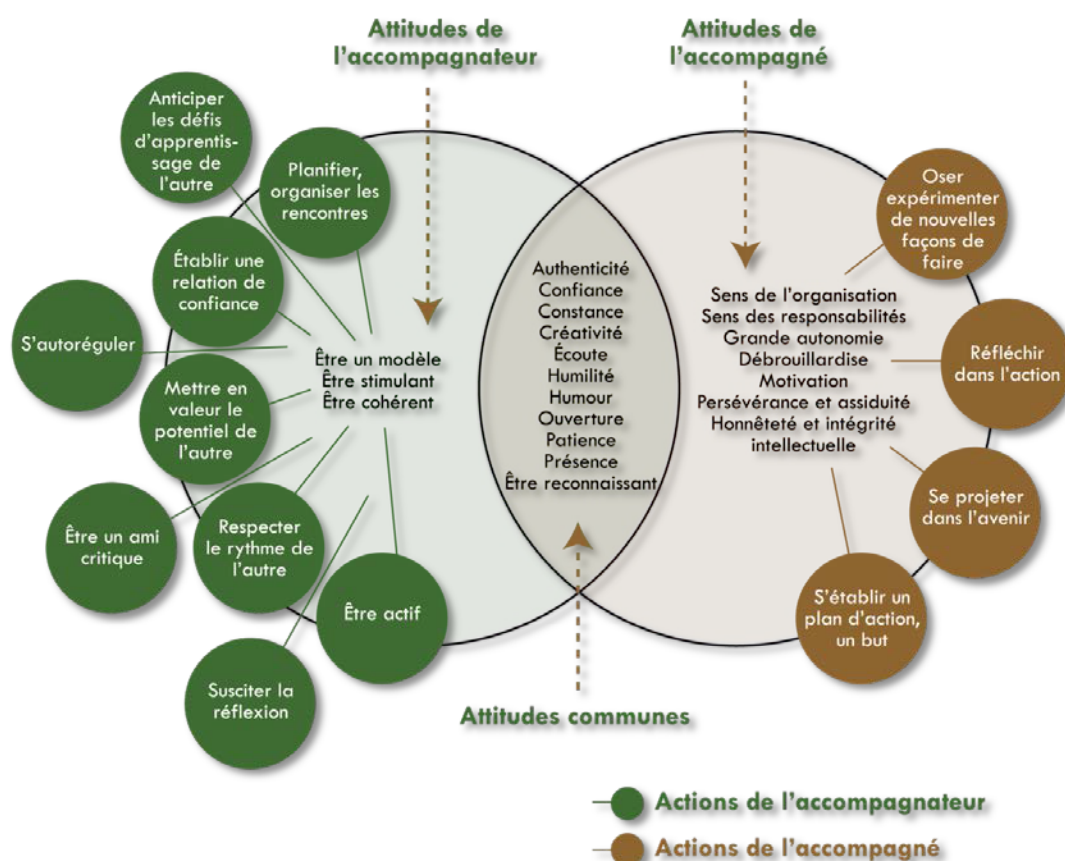 Attitudes de
l'accompagnateur
Attitudes de
l'accompagné
Anticiper
les défis
d'apprentis-
sage de
l'autre
Planifier,
organiser les
rencontres
Établir une
relation de
confiance
S'autoréguler
Mettre en
valeur le
potentiel de
l'autre
Être un ami
critique
Respecter
le rythme de
l'autre
Être actif
Susciter la
réflexion
Être un modèle
Être stimulant
Être cohérent
Authenticité
Confiance
Constance
Créativité
Écoute
Humilité
Humour
Ouverture
Patience
Présence
Être reconnaissant
Sens de l'organisation
Sens des responsabilités
Grande autonomie
Débrouillardise
Motivation
Persévérance et assiduité
Honnêteté et intégrité
intellectuelle
Oser
expérimenter
de nouvelles
façons de
faire
Réfléchir
dans l'action
Se projeter
dans l'avenir
S'établir un
plan d'action,
un but
Attitudes communes
Actions de l'accompagnateur
Actions de l'accompagné